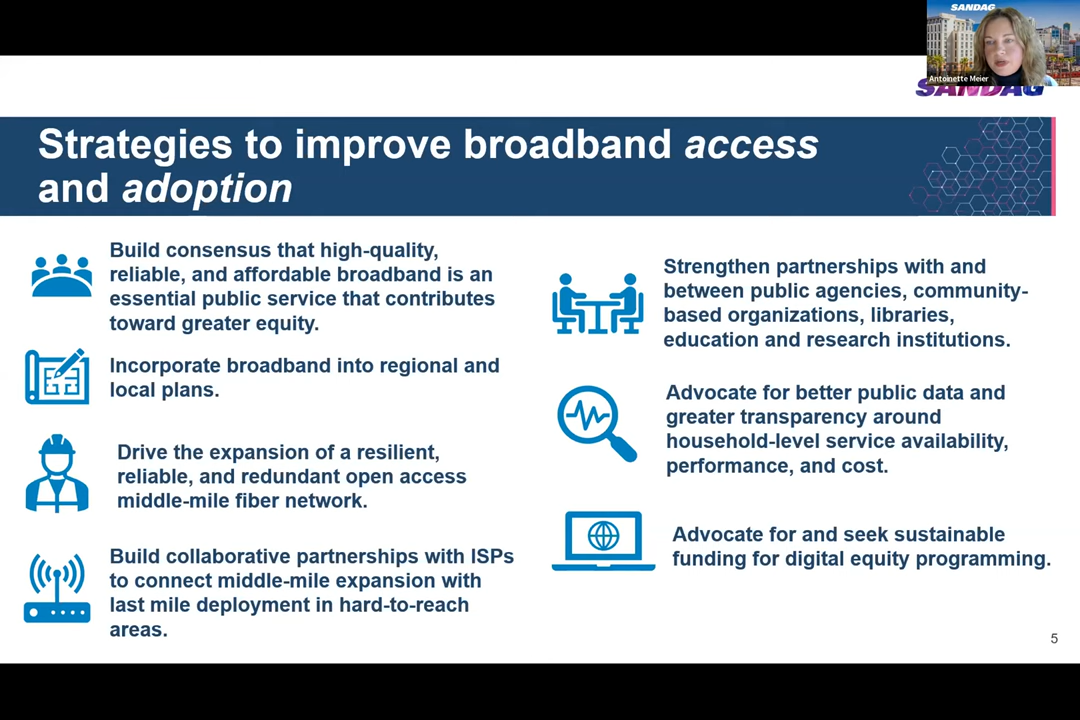 SANDAG
Antoinette Meier
SANDAG
Strategies to improve broadband access
and adoption
Build consensus that high-quality,
reliable, and affordable broadband is an
essential public service that contributes
toward greater equity.
Incorporate broadband into regional and
local plans.
Drive the expansion of a resilient,
reliable, and redundant open access
middle-mile fiber network.
Build collaborative partnerships with ISPs
to connect middle-mile expansion with
last mile deployment in hard-to-reach
areas.
Strengthen partnerships with and
between public agencies, community-
based organizations, libraries,
education and research institutions.
Advocate for better public data and
greater transparency around
household-level service availability,
performance, and cost.
Advocate for and seek sustainable
funding for digital equity programming.
5